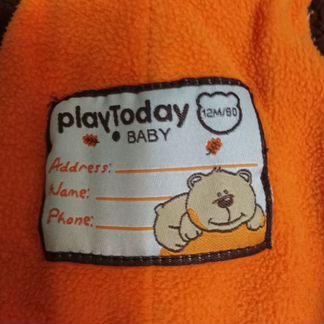 playToday
12M/80
BABY
Address:
Name:
Phone: